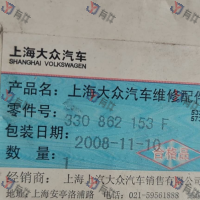 上海大众汽车
SHANGHAI VOLKSWAGEN
产品名: 上海大众汽车维修配件
零件号: 330 862 153 F
包装日期: 2008-11-10
数量: 1
合格品
经销商: 上海上汽大众汽车销售有限公司
地址: 上海安亭洛浦路 电话: 021-59561888